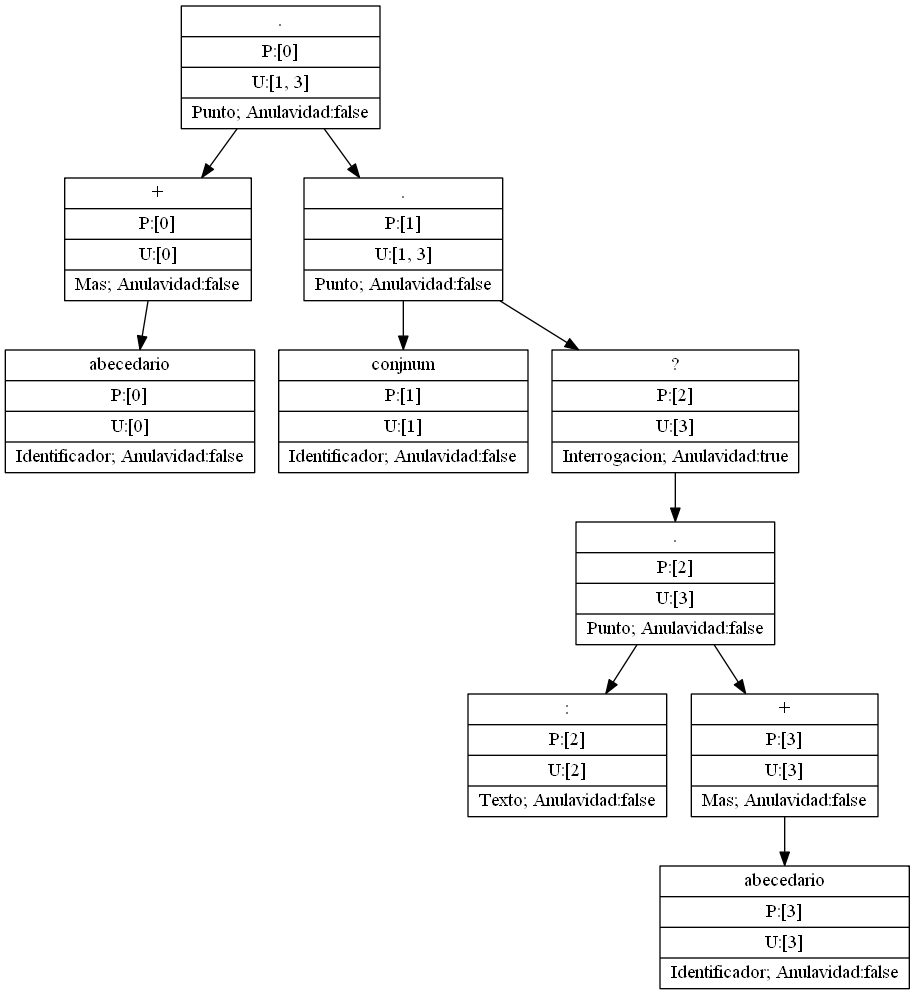 .
P:[0]
U:[1, 3]
Punto; Anulavidad:false
+
P:[0]
U:[0]
Mas; Anulavidad:false
.
P:[1]
U:[1, 3]
Punto; Anulavidad:false
abecedario
P:[0]
U:[0]
Identificador; Anulavidad:false
conjnum
P:[1]
U:[1]
Identificador; Anulavidad:false
?
P:[2]
U:[3]
Interrogacion; Anulavidad:true
.
P:[2]
U:[3]
Punto; Anulavidad:false
:
P:[2]
U:[2]
Texto; Anulavidad:false
+
P:[3]
U:[3]
Mas; Anulavidad:false
abecedario
P:[3]
U:[3]
Identificador; Anulavidad:false